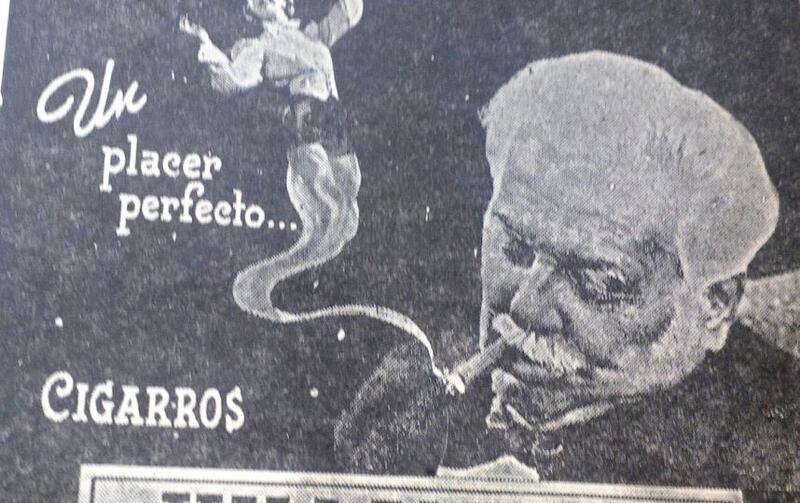 Un
placer
perfecto...
CIGARROS